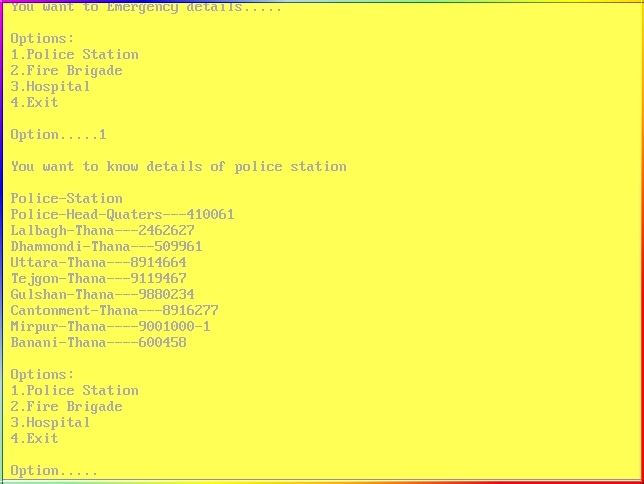 You want to Emergency details.....
Options:
1.Police Station
2.Fire Brigade
3.Hospital
4.Exit
Option.....1
You want to know details of police station
Police-Station
Police-Head-Quaters---410061
Lalbagh-Thana---2462627
Dhamnondi-Thana---509961
Uttara-Thana---8914664
Tejgon-Thana---9119467
Gulshan-Thana---9880234
Cantonment-Thana---8916277
Mirpur-Thana----9001000-1
Banani-Thana----600458
Options:
1.Police Station
2.Fire Brigade
3.Hospital
4.Exit
Option.....